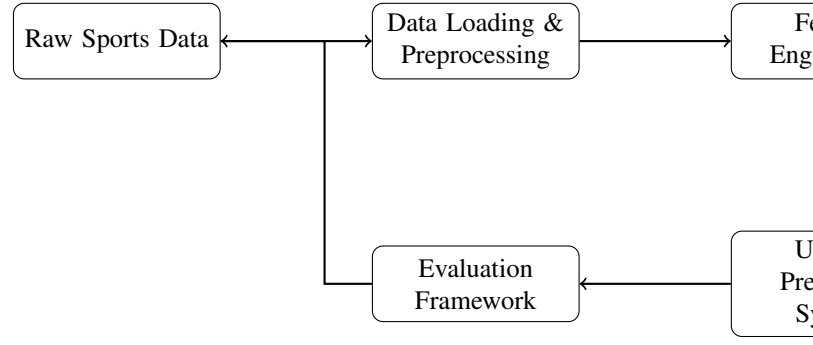 Raw Sports Data
Data Loading &
Preprocessing
Evaluation
Framework